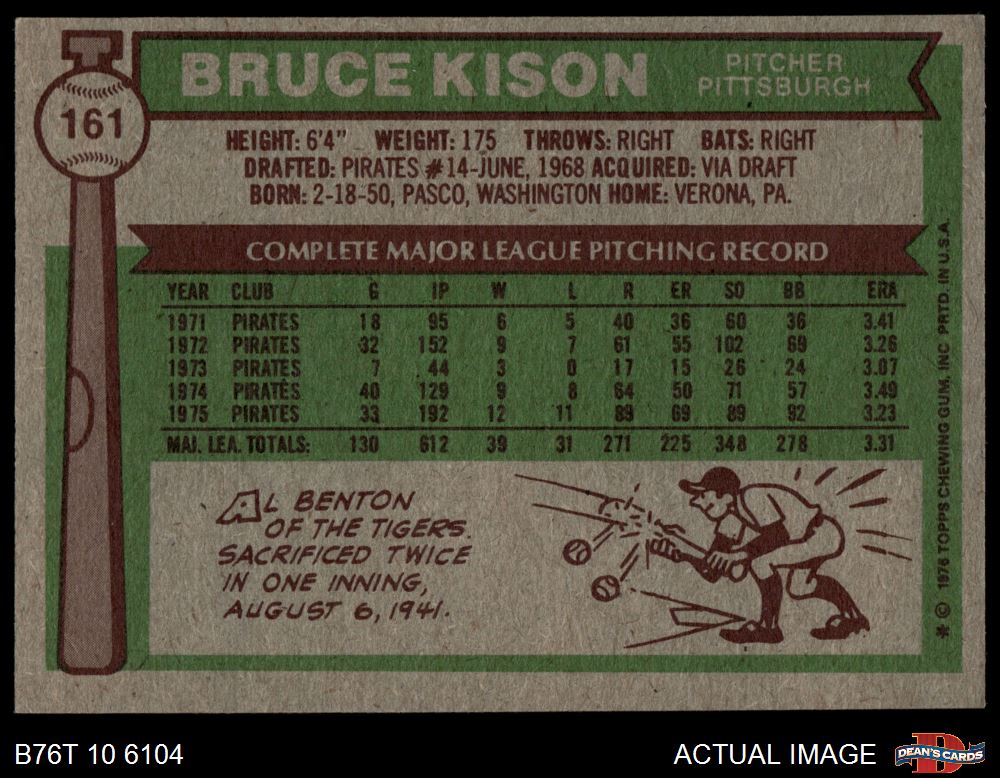 161
BRUCE KISON
PITCHER
PITTSBURGH
HEIGHT: 6'4" WEIGHT: 175 THROWS: RIGHT BATS: RIGHT
DRAFTED: PIRATES #14-JUNE, 1968 ACQUIRED: VIA DRAFT
BORN: 2-18-50, PASCO, WASHINGTON HOME: VERONA, PA.
COMPLETE MAJOR LEAGUE PITCHING RECORD
YEAR CLUB G IP W L R ER SO BB ERA
1971 PIRATES 18 95 6 5 40 36 60 36 3.41
1972 PIRATES 32 152 9 7 61 55 102 69 3.26
1973 PIRATES 7 44 3 0 17 15 26 24 3.07
1974 PIRATES 40 129 9 8 64 50 71 57 3.49
1975 PIRATES 33 192 12 11 89 69 89 92 3.23
MAJ. LEA. TOTALS: 130 612 39 31 271 225 348 278 3.31
AL BENTON
OF THE TIGERS
SACRIFICED TWICE
IN ONE INNING,
AUGUST 6, 1941.
* © 1976 TOPPS CHEWING GUM, INC PRTD. IN U.S.A.
B76T 10 6104
ACTUAL IMAGE
D
DEAN'S CARDS